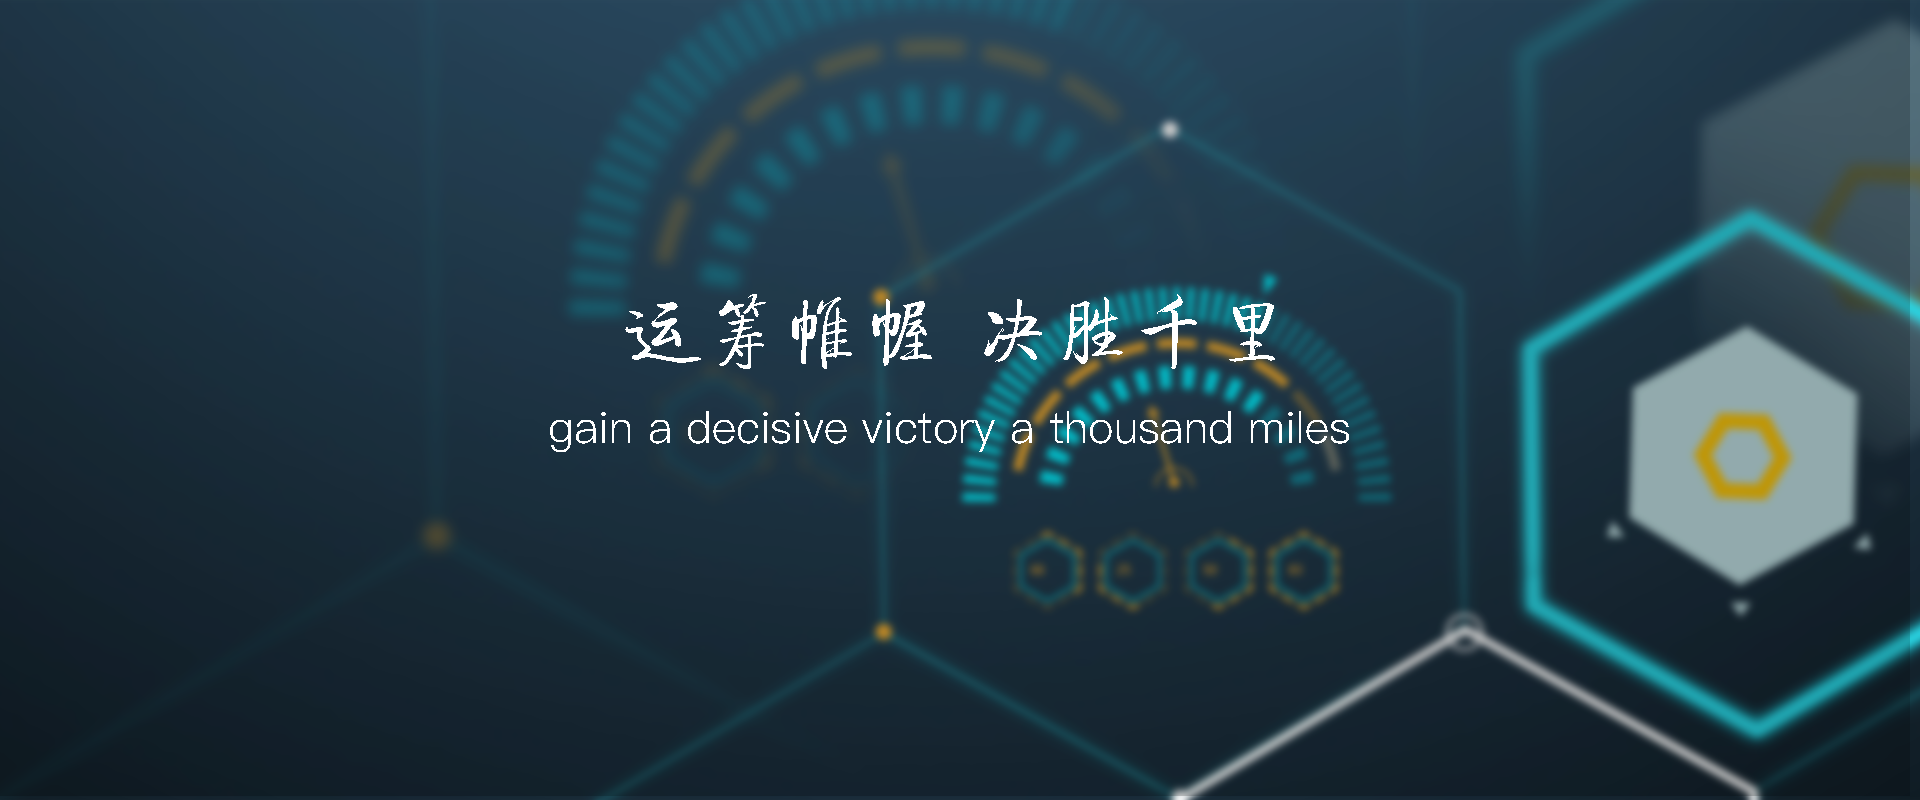 运筹帷幄 决胜千里
gain a decisive victory a thousand miles